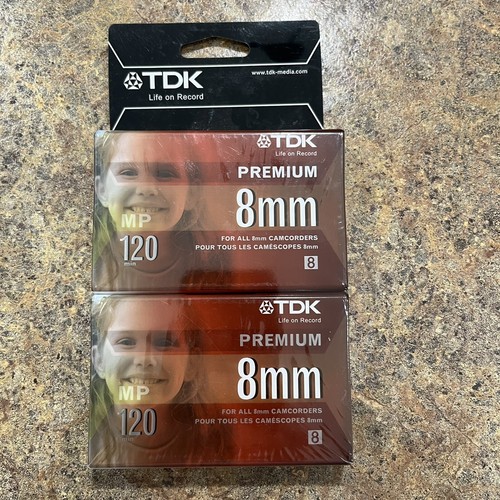 TDK
Life on Record
www.tdk-media.com
TDK
Life on Record
PREMIUM
8mm
MP
120
FOR ALL 8mm CAMCORDERS
POUR TOUS LES CAMÉSCOPES 8mm
8
TDK
Life on Record
PREMIUM
8mm
MP
120
FOR ALL 8mm CAMCORDERS
POUR TOUS LES CAMÉSCOPES 8mm
8